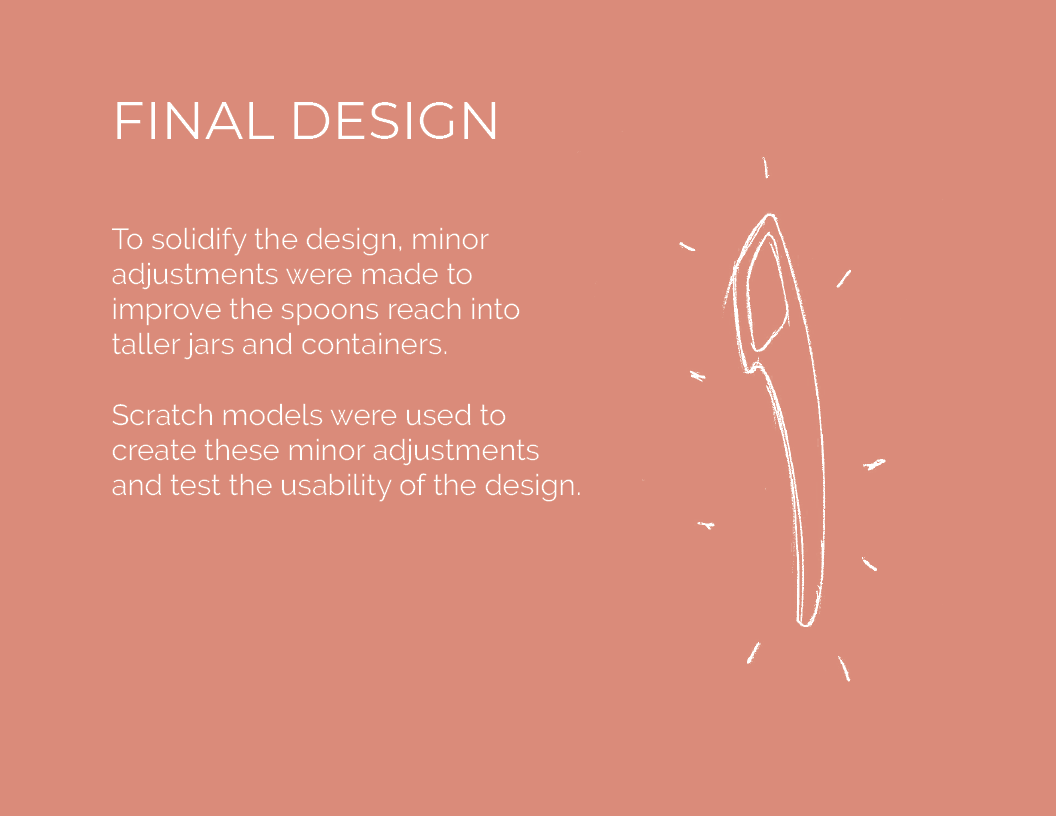 FINAL DESIGN
To solidify the design, minor
adjustments were made to
improve the spoons reach into
taller jars and containers.
Scratch models were used to
create these minor adjustments
and test the usability of the design.